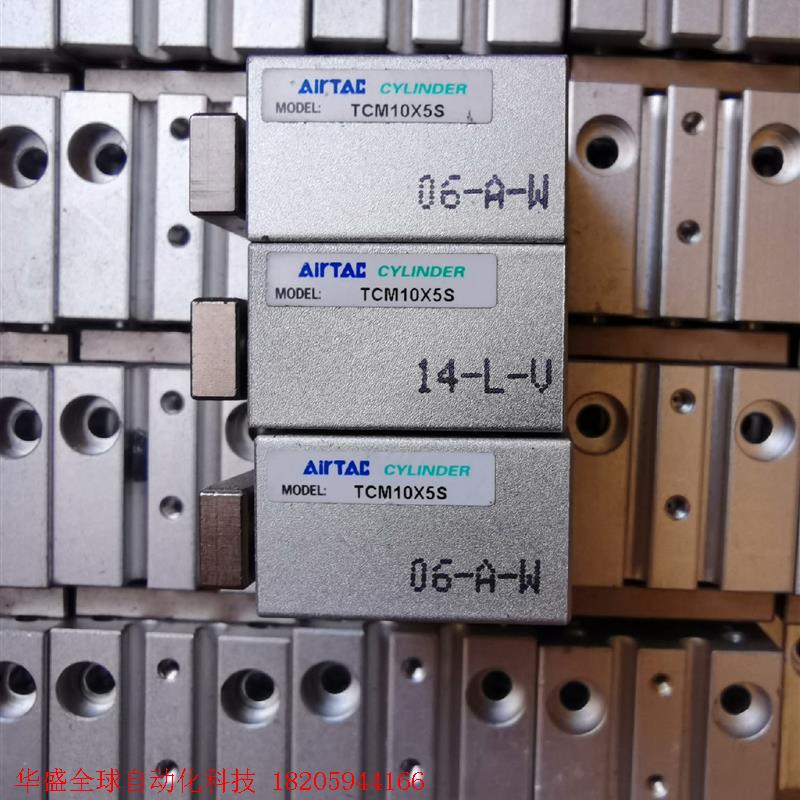 AirTAC CYLINDER
MODEL: TCM10X5S
06-A-W
AirTAC CYLINDER
MODEL: TCM10X5S
14-L-V
AirTAC CYLINDER
MODEL: TCM10X5S
06-A-W
华盛全球自动化科技 18205944166